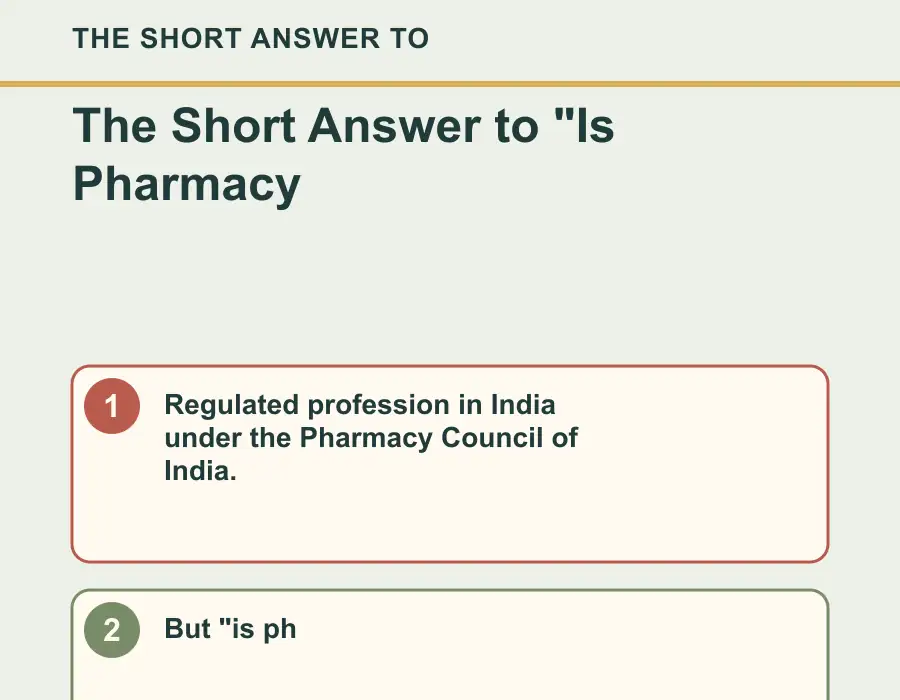 THE SHORT ANSWER TO
The Short Answer to "Is
Pharmacy
1
Regulated profession in India
under the Pharmacy Council of
India.
2
But "is ph